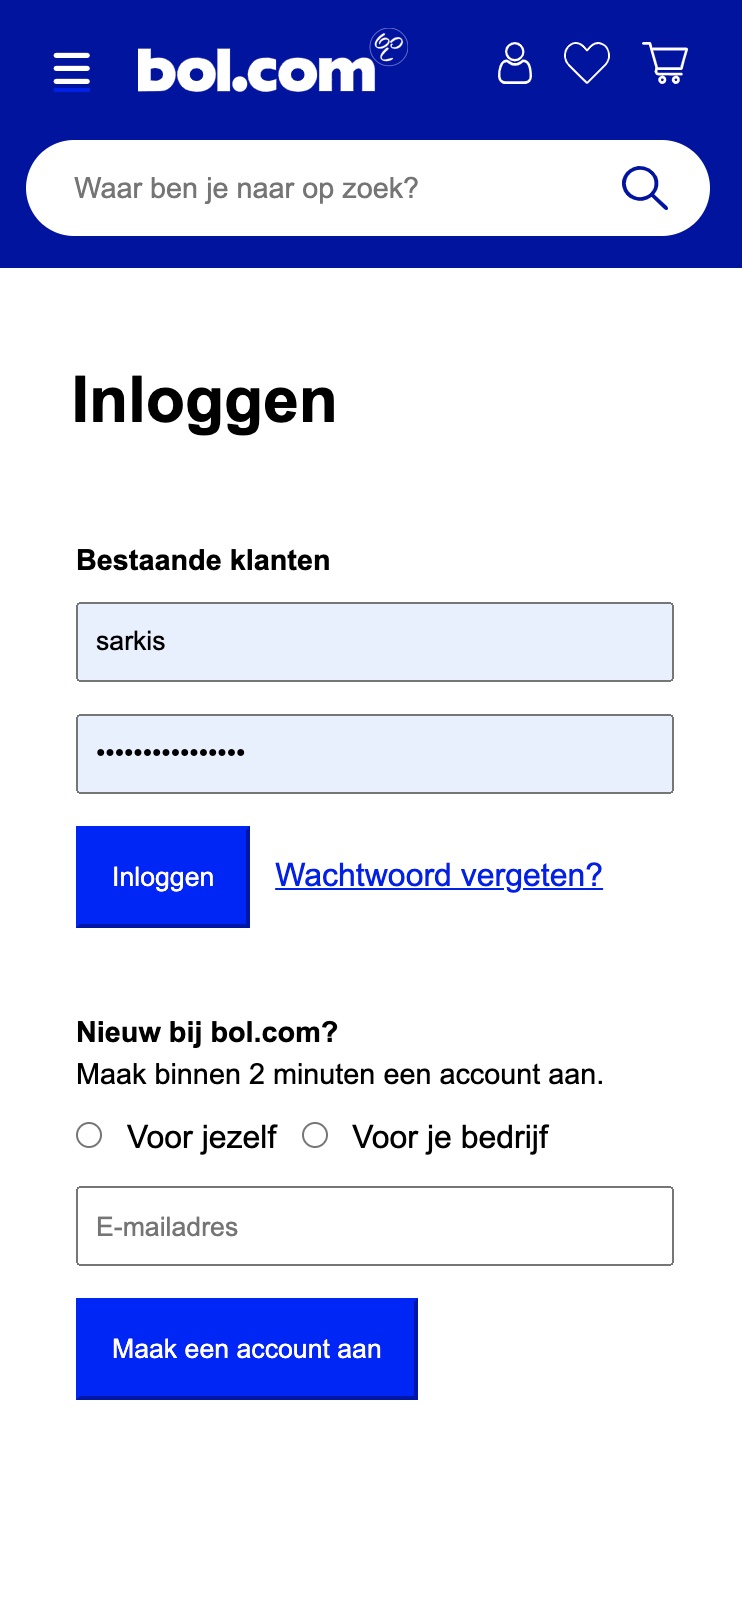 bol.com
Waar ben je naar op zoek?
Inloggen
Bestaande klanten
sarkis
••••••••••••••••
Inloggen Wachtwoord vergeten?
Nieuw bij bol.com?
Maak binnen 2 minuten een account aan.
Voor jezelf Voor je bedrijf
E-mailadres
Maak een account aan